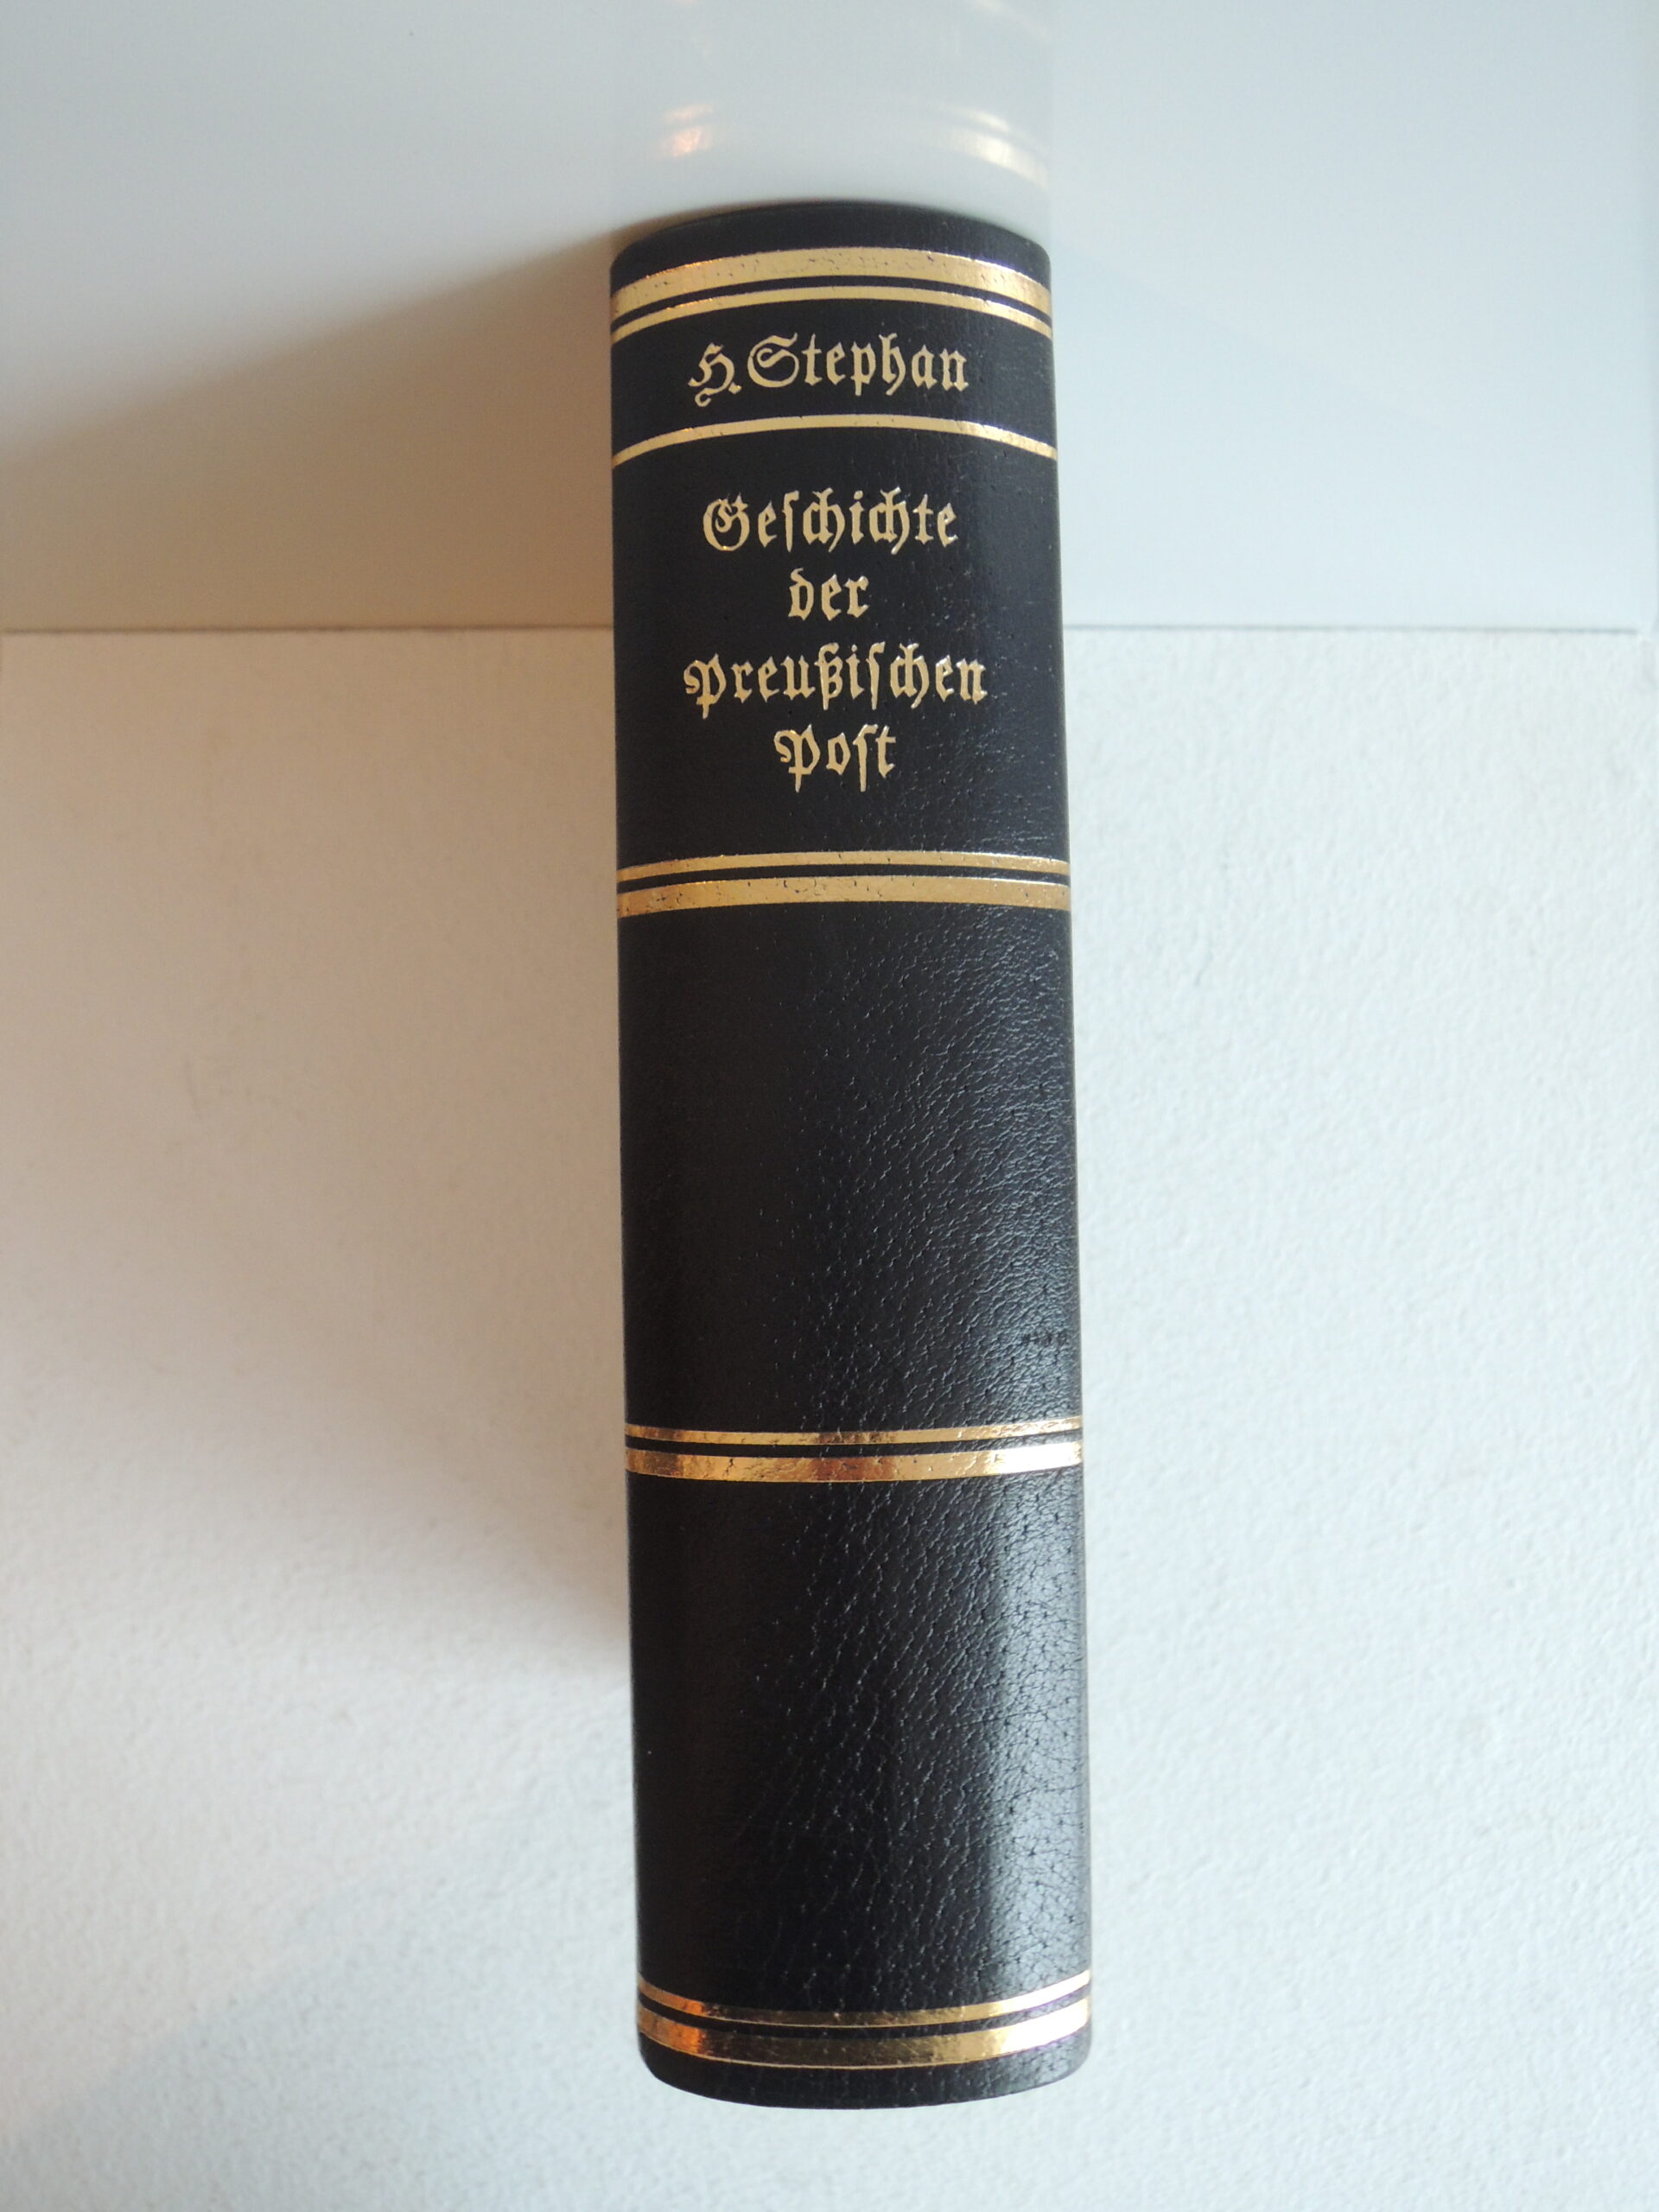 H. Stephan
Geſchichte
der
Preußiſchen
Poſt